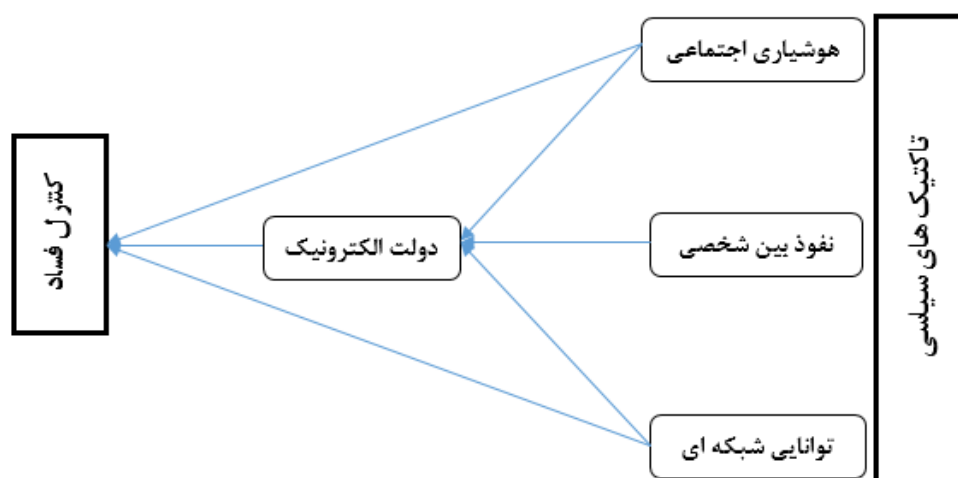 هوشیاری اجتماعی
تاکتیک های سیاسی
نفوذ بین شخصی
دولت الکترونیک
کنترل فساد
توانایی شبکه ای